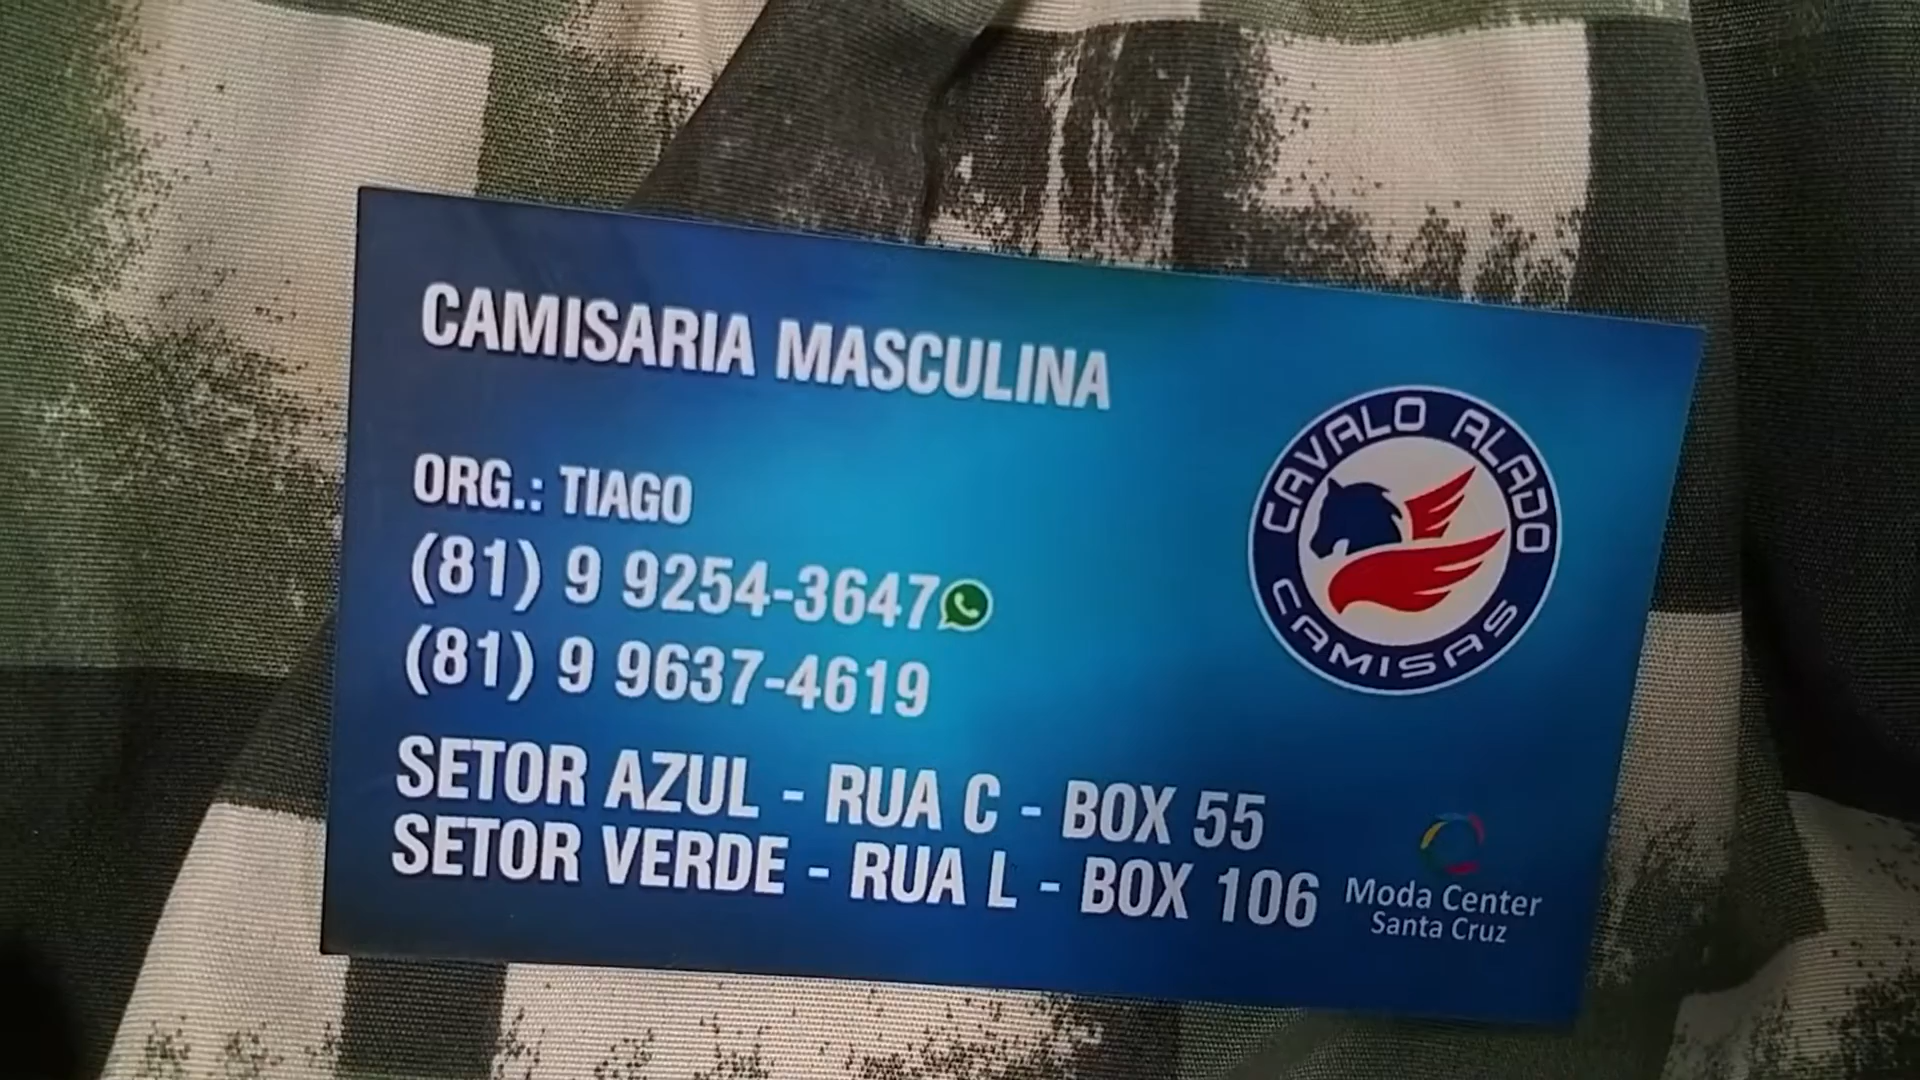 CAMISARIA MASCULINA
ORG.: TIAGO
(81) 9 9254-3647
(81) 9 9637-4619
SETOR AZUL - RUA C - BOX 55
SETOR VERDE - RUA L - BOX 106
CAVALO ALADO
CAMISAS
Moda Center
Santa Cruz